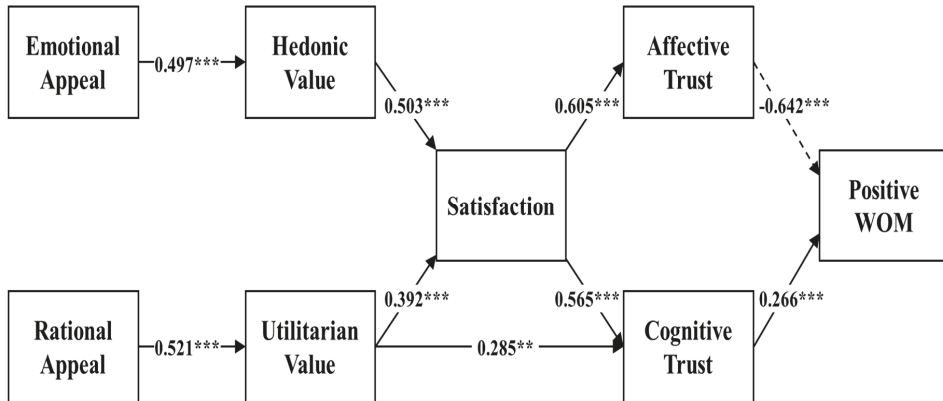 Emotional
Appeal
0.497***
Hedonic
Value
0.503***
Affective
Trust
0.605***
-0.642***
Satisfaction
Positive
WOM
0.392***
0.565***
0.266***
Rational
Appeal
0.521***
Utilitarian
Value
0.285**
Cognitive
Trust